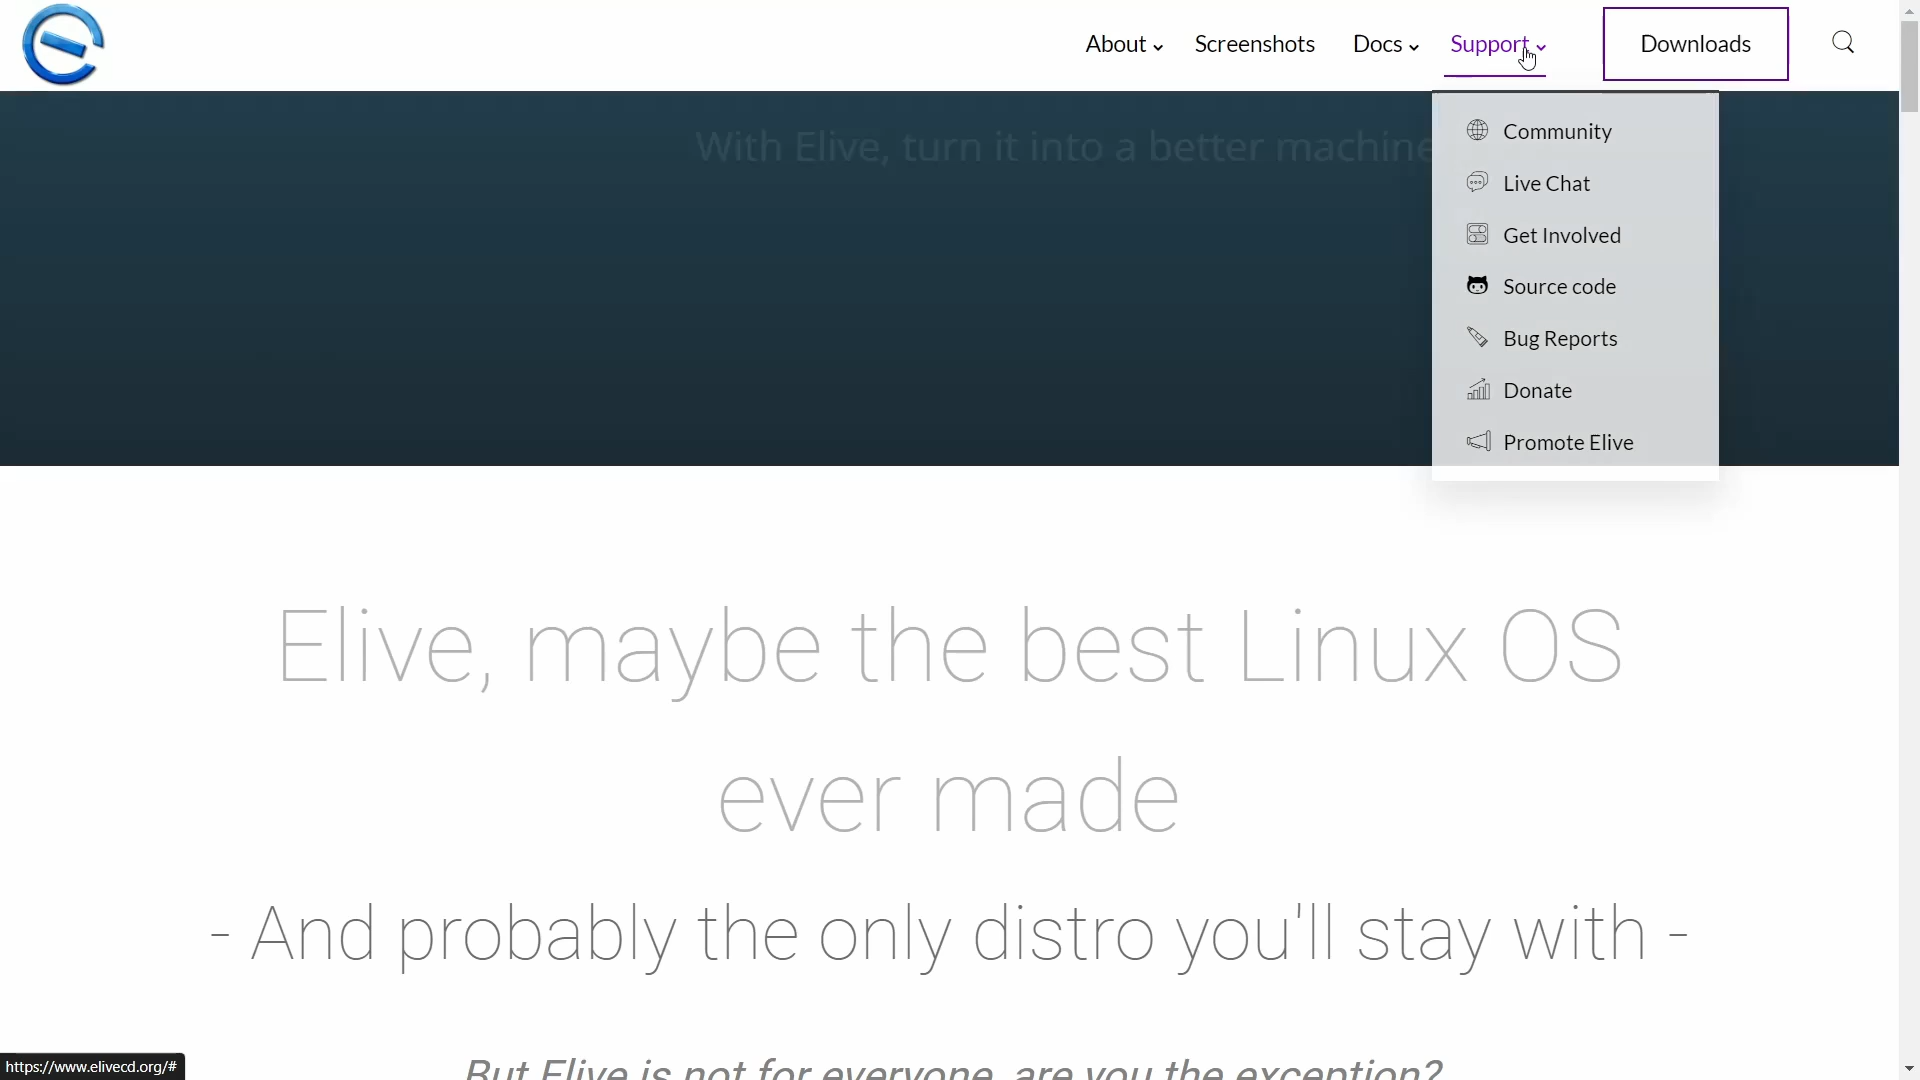 About
Screenshots
Docs
Support
Downloads
With Elive, turn it into a better machine
Community
Live Chat
Get Involved
Source code
Bug Reports
Donate
Promote Elive
Elive, maybe the best Linux OS
ever made
- And probably the only distro you'll stay with -
But Elive is not for everyone, are you the exception?
https://www.elivecd.org/#